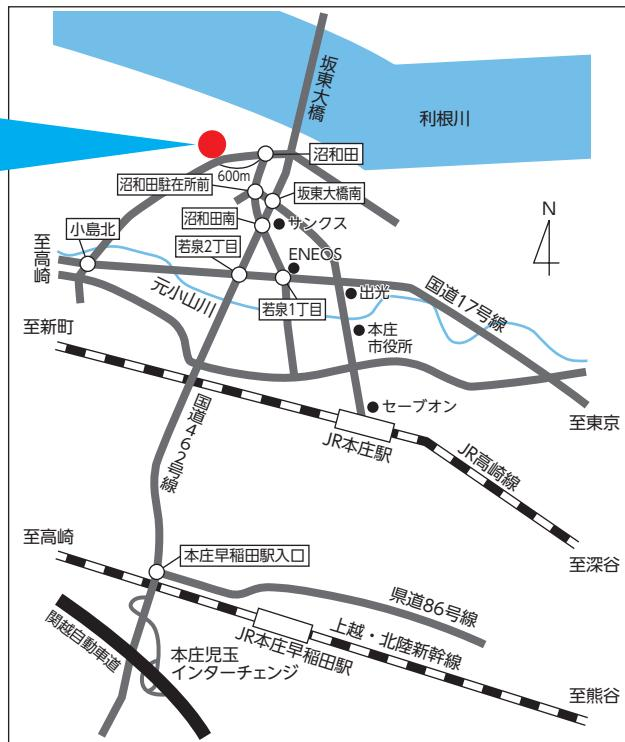 坂東大橋
利根川
沼和田
600m
沼和田駐在所前
坂東大橋南
沼和田南
サンクス
小島北
至高崎
若泉2丁目
ENEOS
N
元小山川
若泉1丁目
出光
国道17号線
至新町
本庄
市役所
セーブオン
至東京
JR本庄駅
国道462号線
JR高崎線
至高崎
本庄早稲田駅入口
至深谷
県道86号線
関越自動車道
本庄児玉
インターチェンジ
JR本庄早稲田駅
上越・北陸新幹線
至熊谷